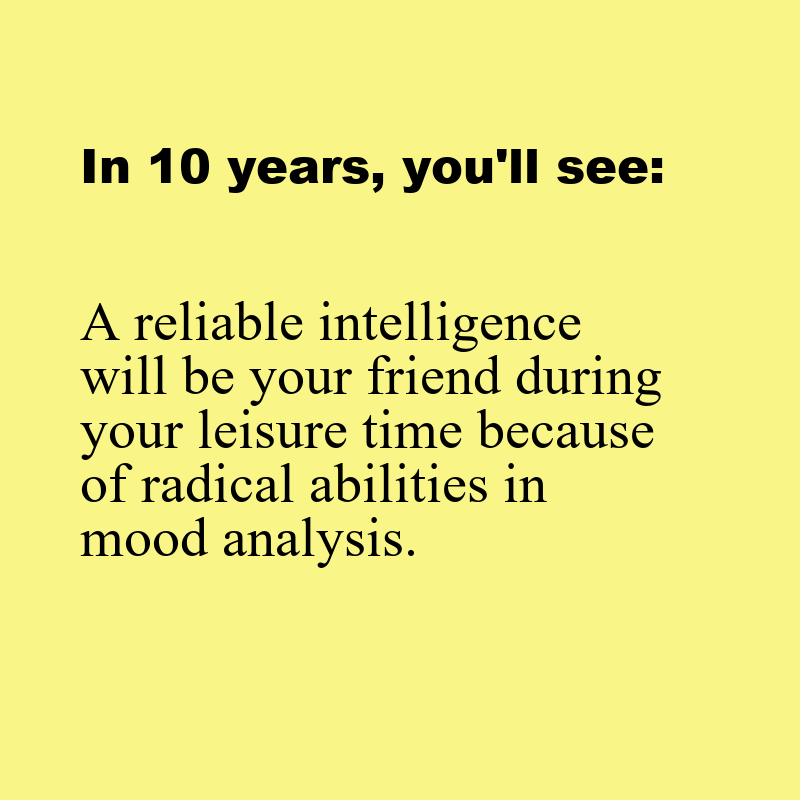 In 10 years, you'll see:
A reliable intelligence
will be your friend during
your leisure time because
of radical abilities in
mood analysis.